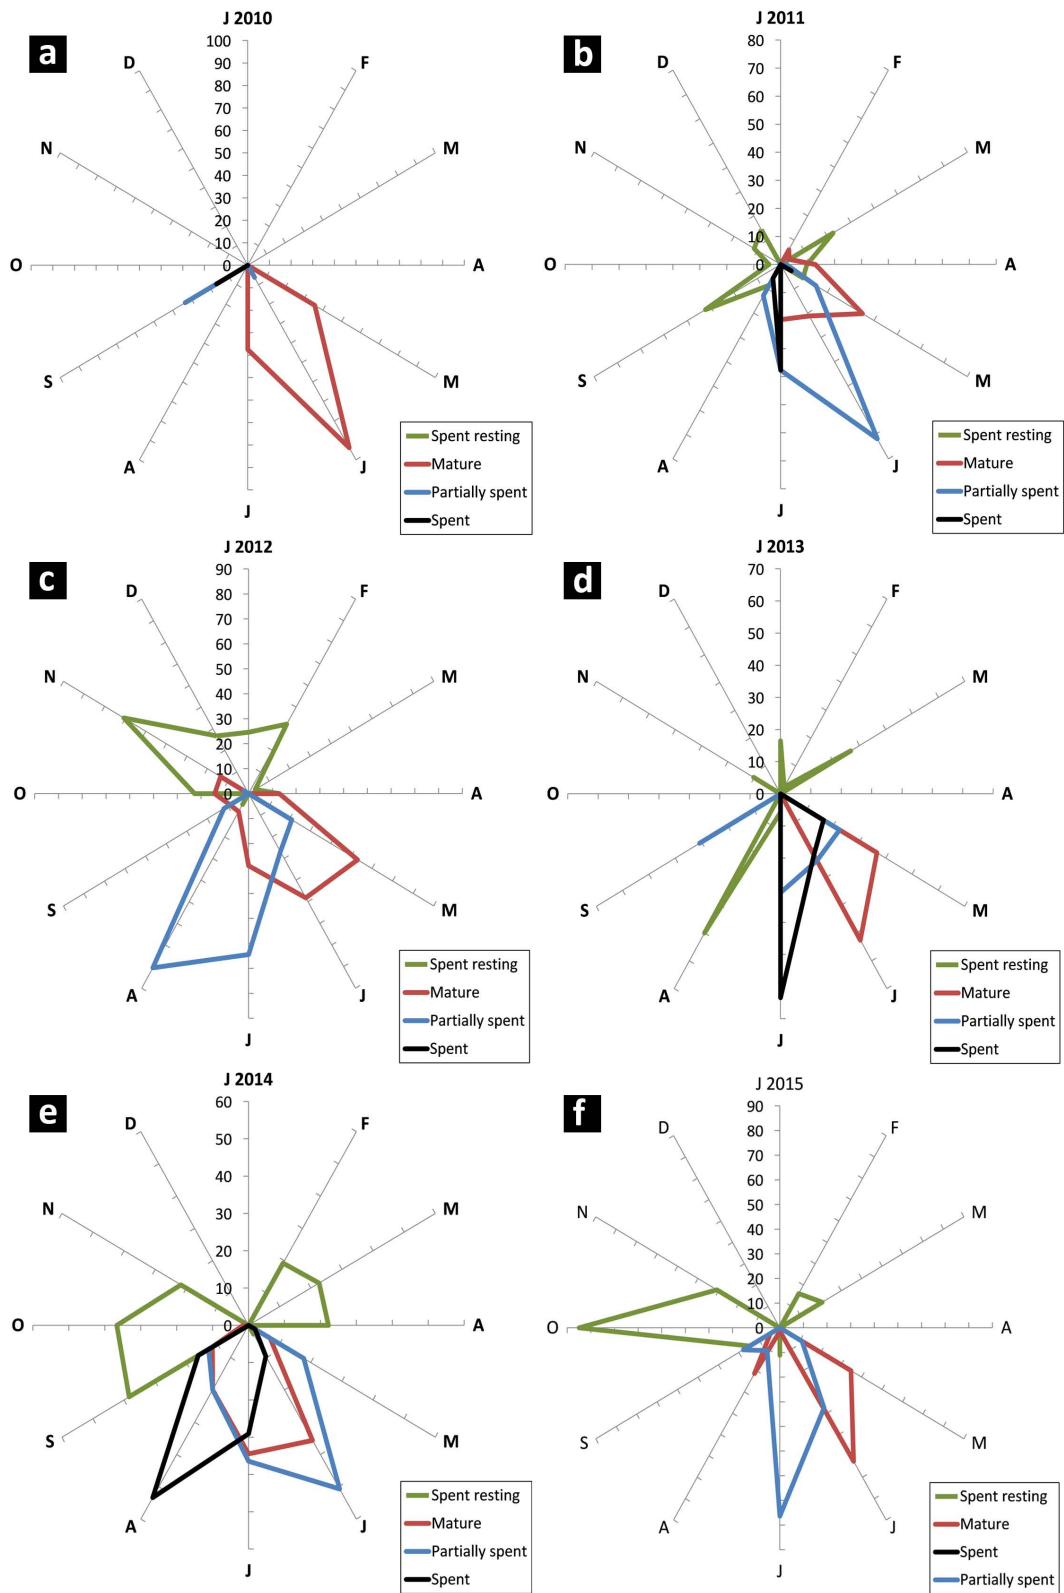 a
J 2010
100
90
80
70
60
50
40
30
20
10
0
D
F
N
M
O
A
S
M
A
J
J
Spent resting
Mature
Partially spent
Spent
b
J 2011
80
70
60
50
40
30
20
10
0
D
F
N
M
O
A
S
M
A
J
J
Spent resting
Mature
Partially spent
Spent
c
J 2012
90
80
70
60
50
40
30
20
10
0
D
F
N
M
O
A
S
M
A
J
J
Spent resting
Mature
Partially spent
Spent
d
J 2013
70
60
50
40
30
20
10
0
D
F
N
M
O
A
S
M
A
J
J
Spent resting
Mature
Partially spent
Spent
e
J 2014
60
50
40
30
20
10
0
D
F
N
M
O
A
S
M
A
J
J
Spent resting
Mature
Partially spent
Spent
f
J 2015
90
80
70
60
50
40
30
20
10
0
D
F
N
M
O
A
S
M
A
J
J
Spent resting
Mature
Spent
Partially spent